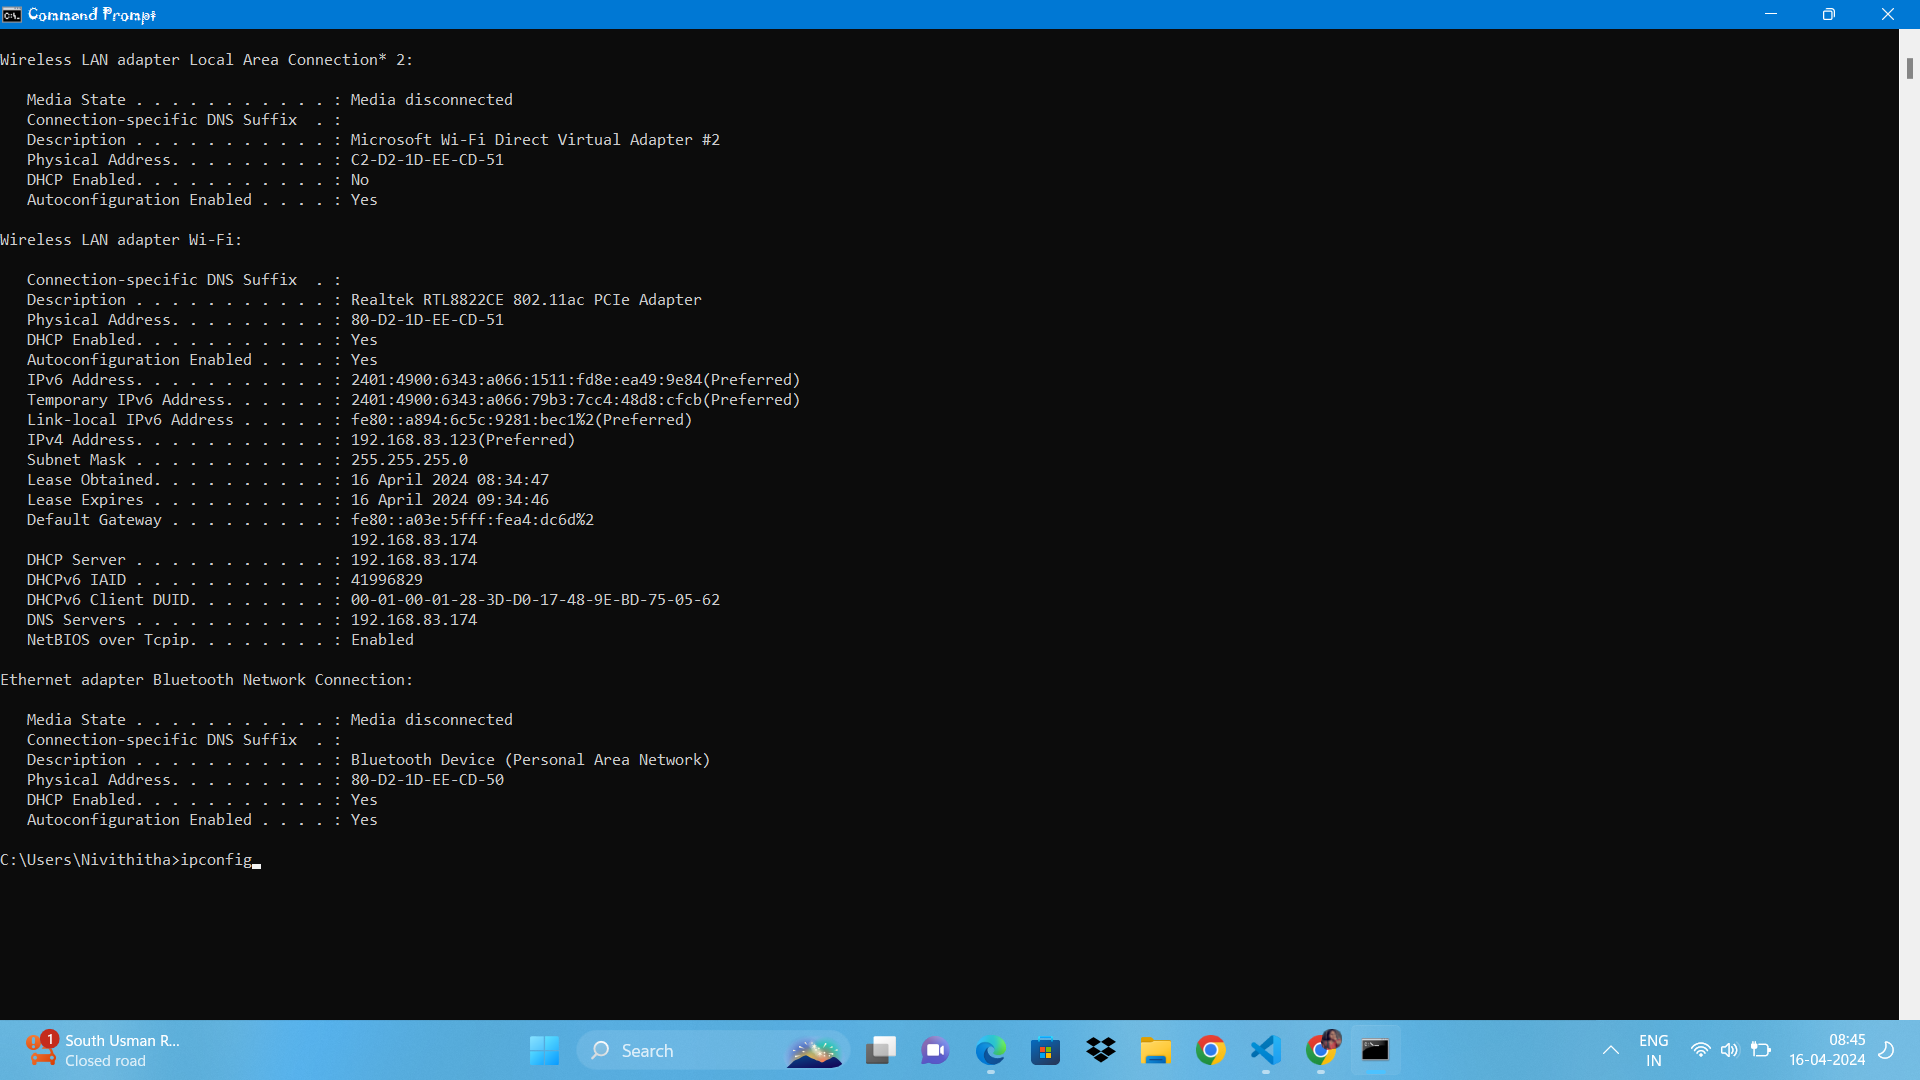 Command Prompt
Wireless LAN adapter Local Area Connection* 2:
   Media State . . . . . . . . . . . : Media disconnected
   Connection-specific DNS Suffix  . :
   Description . . . . . . . . . . . : Microsoft Wi-Fi Direct Virtual Adapter #2
   Physical Address. . . . . . . . . : C2-D2-1D-EE-CD-51
   DHCP Enabled. . . . . . . . . . . : No
   Autoconfiguration Enabled . . . . : Yes
Wireless LAN adapter Wi-Fi:
   Connection-specific DNS Suffix  . :
   Description . . . . . . . . . . . : Realtek RTL8822CE 802.11ac PCIe Adapter
   Physical Address. . . . . . . . . : 80-D2-1D-EE-CD-51
   DHCP Enabled. . . . . . . . . . . : Yes
   Autoconfiguration Enabled . . . . : Yes
   IPv6 Address. . . . . . . . . . . : 2401:4900:6343:a066:1511:fd8e:ea49:9e84(Preferred)
   Temporary IPv6 Address. . . . . . : 2401:4900:6343:a066:79b3:7cc4:48d8:cfcb(Preferred)
   Link-local IPv6 Address . . . . . : fe80::a894:6c5c:9281:bec1%2(Preferred)
   IPv4 Address. . . . . . . . . . . : 192.168.83.123(Preferred)
   Subnet Mask . . . . . . . . . . . : 255.255.255.0
   Lease Obtained. . . . . . . . . . : 16 April 2024 08:34:47
   Lease Expires . . . . . . . . . . : 16 April 2024 09:34:46
   Default Gateway . . . . . . . . . : fe80::a03e:5fff:fea4:dc6d%2
                                       192.168.83.174
   DHCP Server . . . . . . . . . . . : 192.168.83.174
   DHCPv6 IAID . . . . . . . . . . . : 41996829
   DHCPv6 Client DUID. . . . . . . . : 00-01-00-01-28-3D-D0-17-48-9E-BD-75-05-62
   DNS Servers . . . . . . . . . . . : 192.168.83.174
   NetBIOS over Tcpip. . . . . . . . : Enabled
Ethernet adapter Bluetooth Network Connection:
   Media State . . . . . . . . . . . : Media disconnected
   Connection-specific DNS Suffix  . :
   Description . . . . . . . . . . . : Bluetooth Device (Personal Area Network)
   Physical Address. . . . . . . . . : 80-D2-1D-EE-CD-50
   DHCP Enabled. . . . . . . . . . . : Yes
   Autoconfiguration Enabled . . . . : Yes
C:\Users\Nivithitha>ipconfig
1
South Usman R...
Closed road
Search
ENG
IN
08:45
16-04-2024